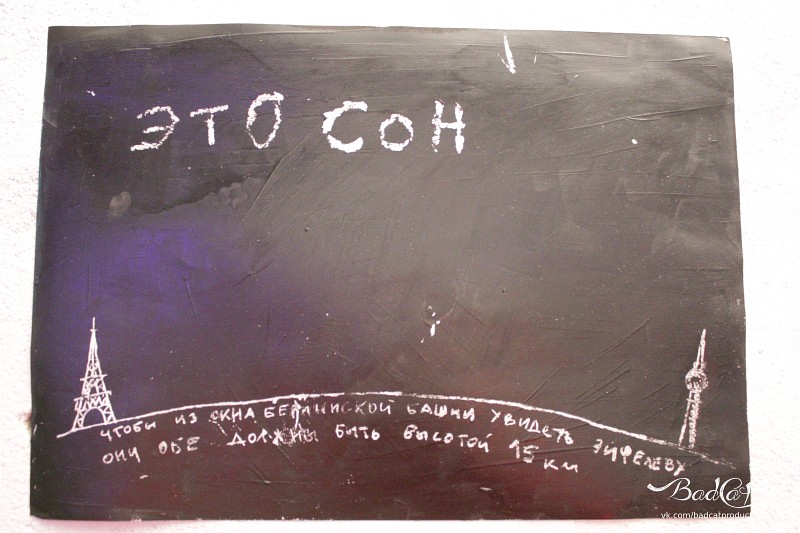 ЭТО СОН
ЧТОБЫ ИЗ ОКНА БЕРЛИНСКОЙ БАШНИ УВИДЕТЬ ЭЙФЕЛЕВУ
ОНИ ОБЕ ДОЛЖНЫ БЫТЬ ВЫСОТОЙ 15 КМ
BadCat
vk.com/badcatproduct